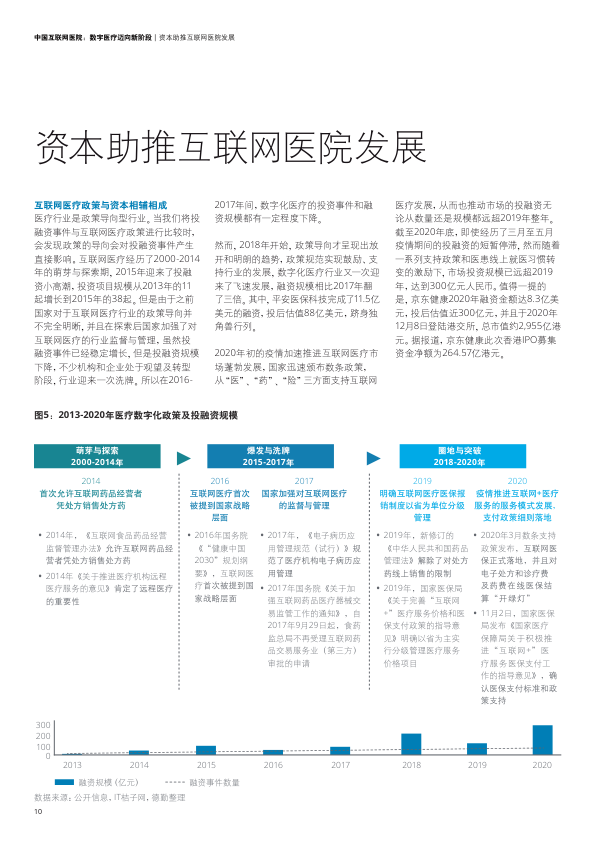 中国互联网医院：数字医疗迈向新阶段 | 资本助推互联网医院发展
资本助推互联网医院发展
互联网医疗政策与资本相辅相成
医疗行业是政策导向型行业。当我们将投
融资事件与互联网医疗政策进行比较时，
会发现政策的导向会对投融资事件产生
直接影响。互联网医疗经历了2000-2014
年的萌芽与探索期，2015年迎来了投融
资小高潮，投资项目规模从2013年的11
起增长到2015年的38起。但是由于之前
国家对于互联网医疗行业的政策导向并
不完全明朗，并且在探索后国家加强了对
互联网医疗的行业监督与管理，虽然投
融资事件已经稳定增长，但是投融资规模
下降，不少机构和企业处于观望及转型
阶段，行业迎来一次洗牌。所以在2016-
2017年间，数字化医疗的投资事件和融
资规模都有一定程度下降。
然而，2018年开始，政策导向才呈现出放
开和明朗的趋势，政策规范实现鼓励、支
持行业的发展，数字化医疗行业又一次迎
来了飞速发展，融资规模相比2017年翻
了三倍。其中，平安医保科技完成了11.5亿
美元的融资，投后估值88亿美元，跻身独
角兽行列。
2020年初的疫情加速推进互联网医疗市
场蓬勃发展，国家迅速颁布数条政策，
从“医”、“药”、“险”三方面支持互联网
医疗发展，从而也推动市场的投融资无
论从数量还是规模都远超2019年整年。
截至2020年底，即使经历了三月至五月
疫情期间的投融资的短暂停滞，然而随着
一系列支持政策和医患线上就医习惯转
变的激励下，市场投资规模已远超2019
年，达到300亿元人民币。值得一提的
是，京东健康2020年融资金额达8.3亿美
元，投后估值近300亿元，并且于2020年
12月8日登陆港交所，总市值约2,955亿港
元。据报道，京东健康此次香港IPO募集
资金净额为264.57亿港元。
图5：2013-2020年医疗数字化政策及投融资规模
萌芽与探索
2000-2014年
2014
首次允许互联网药品经营者
凭处方销售处方药
• 2014年，《互联网食品药品经营
监督管理办法》允许互联网药品经
营者凭处方销售处方药
• 2014年《关于推进医疗机构远程
医疗服务的意见》肯定了远程医疗
的重要性
爆发与洗牌
2015-2017年
2016
互联网医疗首次
被提到国家战略
层面
• 2016年国务院
《“健康中国
2030”规划纲
要》，互联网医
疗首次被提到国
家战略层面
2017
国家加强对互联网医疗
的监督与管理
• 2017年，《电子病历应
用管理规范（试行）》规
范了医疗机构电子病历应
用管理
• 2017年国务院《关于加
强互联网药品医疗器械交
易监管工作的通知》，自
2017年9月29日起，食药
监总局不再受理互联网药
品交易服务业（第三方）
审批的申请
圈地与突破
2018-2020年
2019
明确互联网医疗医保报
销制度以省为单位分级
管理
• 2019年，新修订的
《中华人民共和国药品
管理法》解除了对处方
药线上销售的限制
• 2019年，国家医保局
《关于完善“互联网
+”医疗服务价格和医
保支付政策的指导意
见》明确以省为主实
行分级管理医疗服务
价格项目
2020
疫情推进互联网+医疗
服务的服务模式发展，
支付政策细则落地
• 2020年3月数条支持
政策发布，互联网医
保正式落地，并且对
电子处方和诊疗费
及药费在线医保结
算“开绿灯”
• 11月2日，国家医保
局发布《国家医疗
保障局关于积极推
进“互联网+”医
疗服务医保支付工
作的指导意见》，确
认医保支付标准和政
策支持
300
200
100
0
2013 2014 2015 2016 2017 2018 2019 2020
融资规模 (亿元) 融资事件数量
数据来源：公开信息，IT桔子网，德勤整理
10